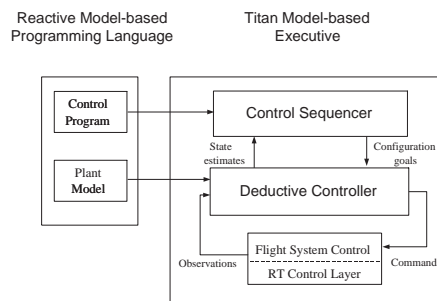 Reactive Model-based
Programming Language
Titan Model-based
Executive
Control
Program
Control Sequencer
State
estimates
Configuration
goals
Plant
Model
Deductive Controller
Flight System Control
RT Control Layer
Observations
Command